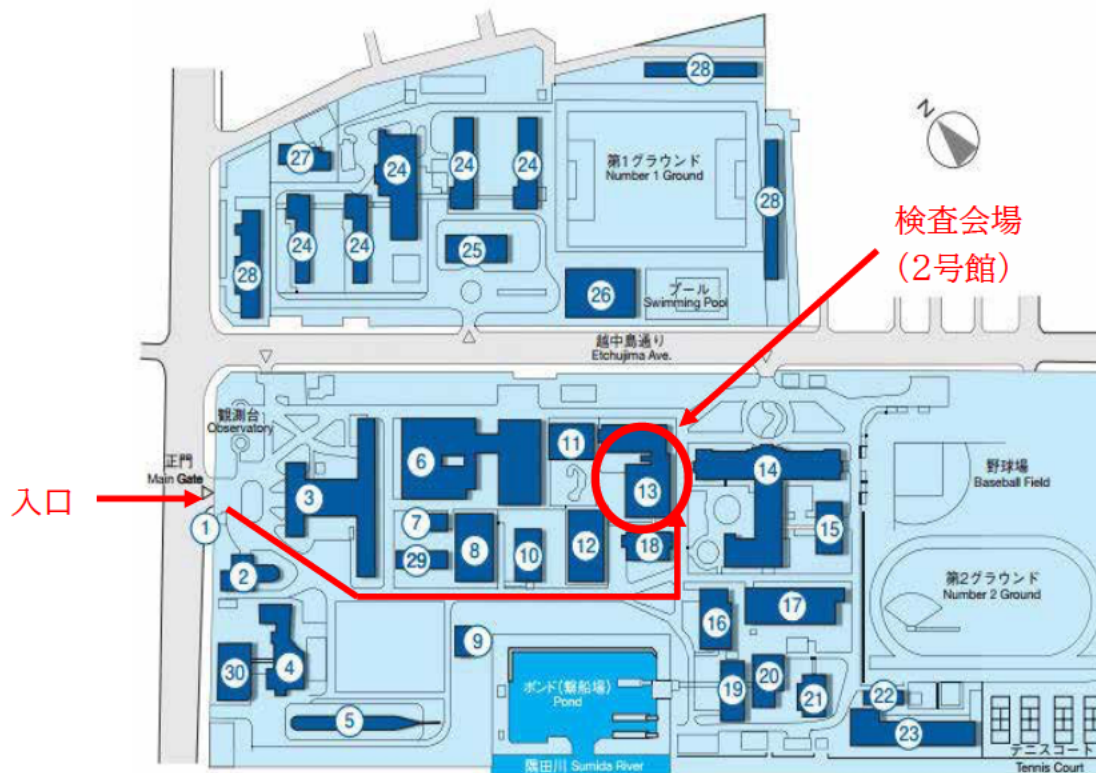 28
N
27
24
24
24
第1グラウンド
Number 1 Ground
28
検査会場
(2号館)
24
24
25
28
26
プール
Swimming Pool
越中島通り
Etchujima Ave.
観測台
Observatory
正門
Main Gate
入口
1
3
6
11
13
14
野球場
Baseball Field
7
8
10
12
18
15
29
2
第2グラウンド
Number 2 Ground
16
17
9
4
30
ポンド(繋船場)
Pond
19
20
21
22
5
23
テニスコート
Tennis Court
隅田川 Sumida River